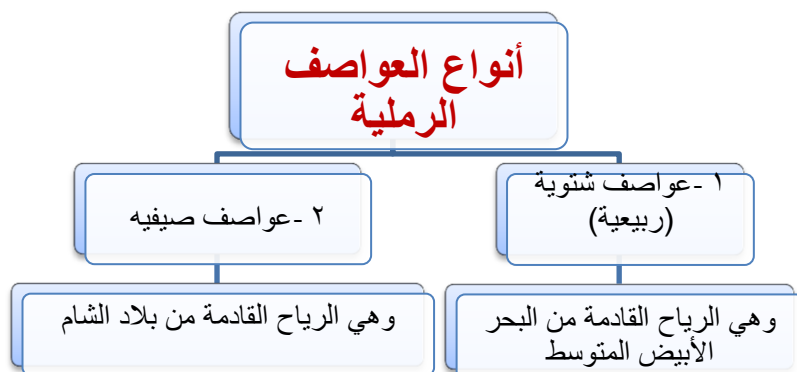 أنواع العواصف
الرملية
١ -عواصف شتوية
(ربيعية)
٢ -عواصف صيفيه
وهي الرياح القادمة من البحر
الأبيض المتوسط
وهي الرياح القادمة من بلاد الشام